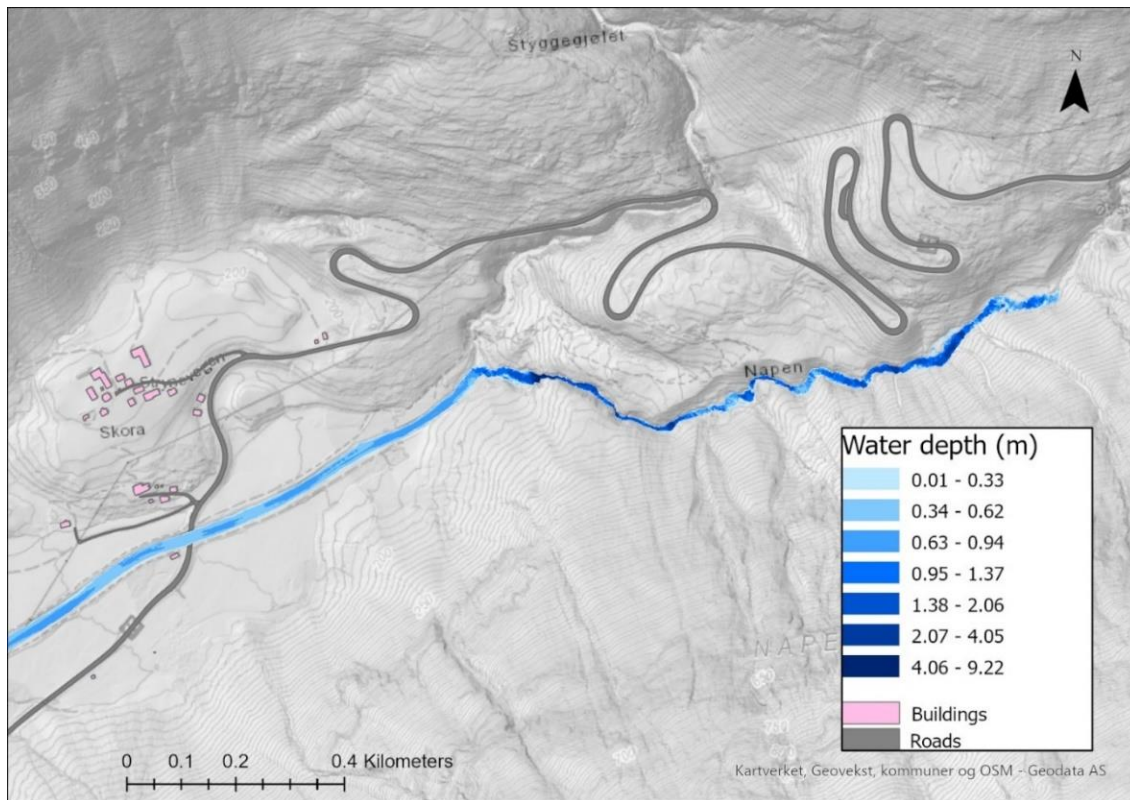 Styggegjølet
N
200
Skora
Napen
NAPE
Water depth (m)
0.01 - 0.33
0.34 - 0.62
0.63 - 0.94
0.95 - 1.37
1.38 - 2.06
2.07 - 4.05
4.06 - 9.22
Buildings
Roads
0 0.1 0.2 0.4 Kilometers
Kartverket, Geovekst, kommuner og OSM - Geodata AS